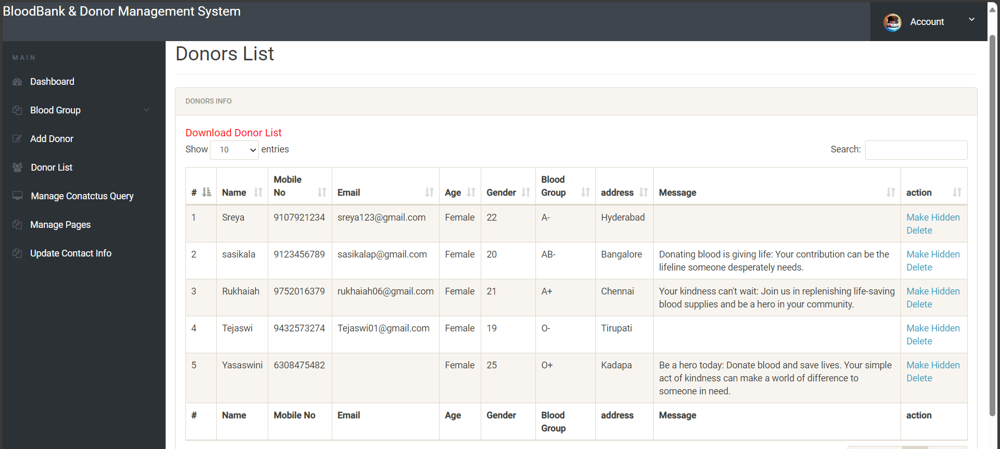 BloodBank & Donor Management System
Account
MAIN
Dashboard
Blood Group
Add Donor
Donor List
Manage Conatctus Query
Manage Pages
Update Contact Info
Donors List
DONORS INFO
Download Donor List
Show 10 entries
Search:
# Name Mobile No Email Age Gender Blood Group address Message action
1 Sreya 9107921234 sreya123@gmail.com Female 22 A- Hyderabad Make Hidden
Delete
2 sasikala 9123456789 sasikalap@gmail.com Female 20 AB- Bangalore Donating blood is giving life: Your contribution can be the Make Hidden
lifeline someone desperately needs. Delete
3 Rukhaiah 9752016379 rukhaiah06@gmail.com Female 21 A+ Chennai Your kindness can't wait: Join us in replenishing life-saving Make Hidden
blood supplies and be a hero in your community. Delete
4 Tejaswi 9432573274 Tejaswi01@gmail.com Female 19 O- Tirupati Make Hidden
Delete
5 Yasaswini 6308475482 Female 25 O+ Kadapa Be a hero today: Donate blood and save lives. Your simple Make Hidden
act of kindness can make a world of difference to Delete
someone in need.
# Name Mobile No Email Age Gender Blood Group address Message action